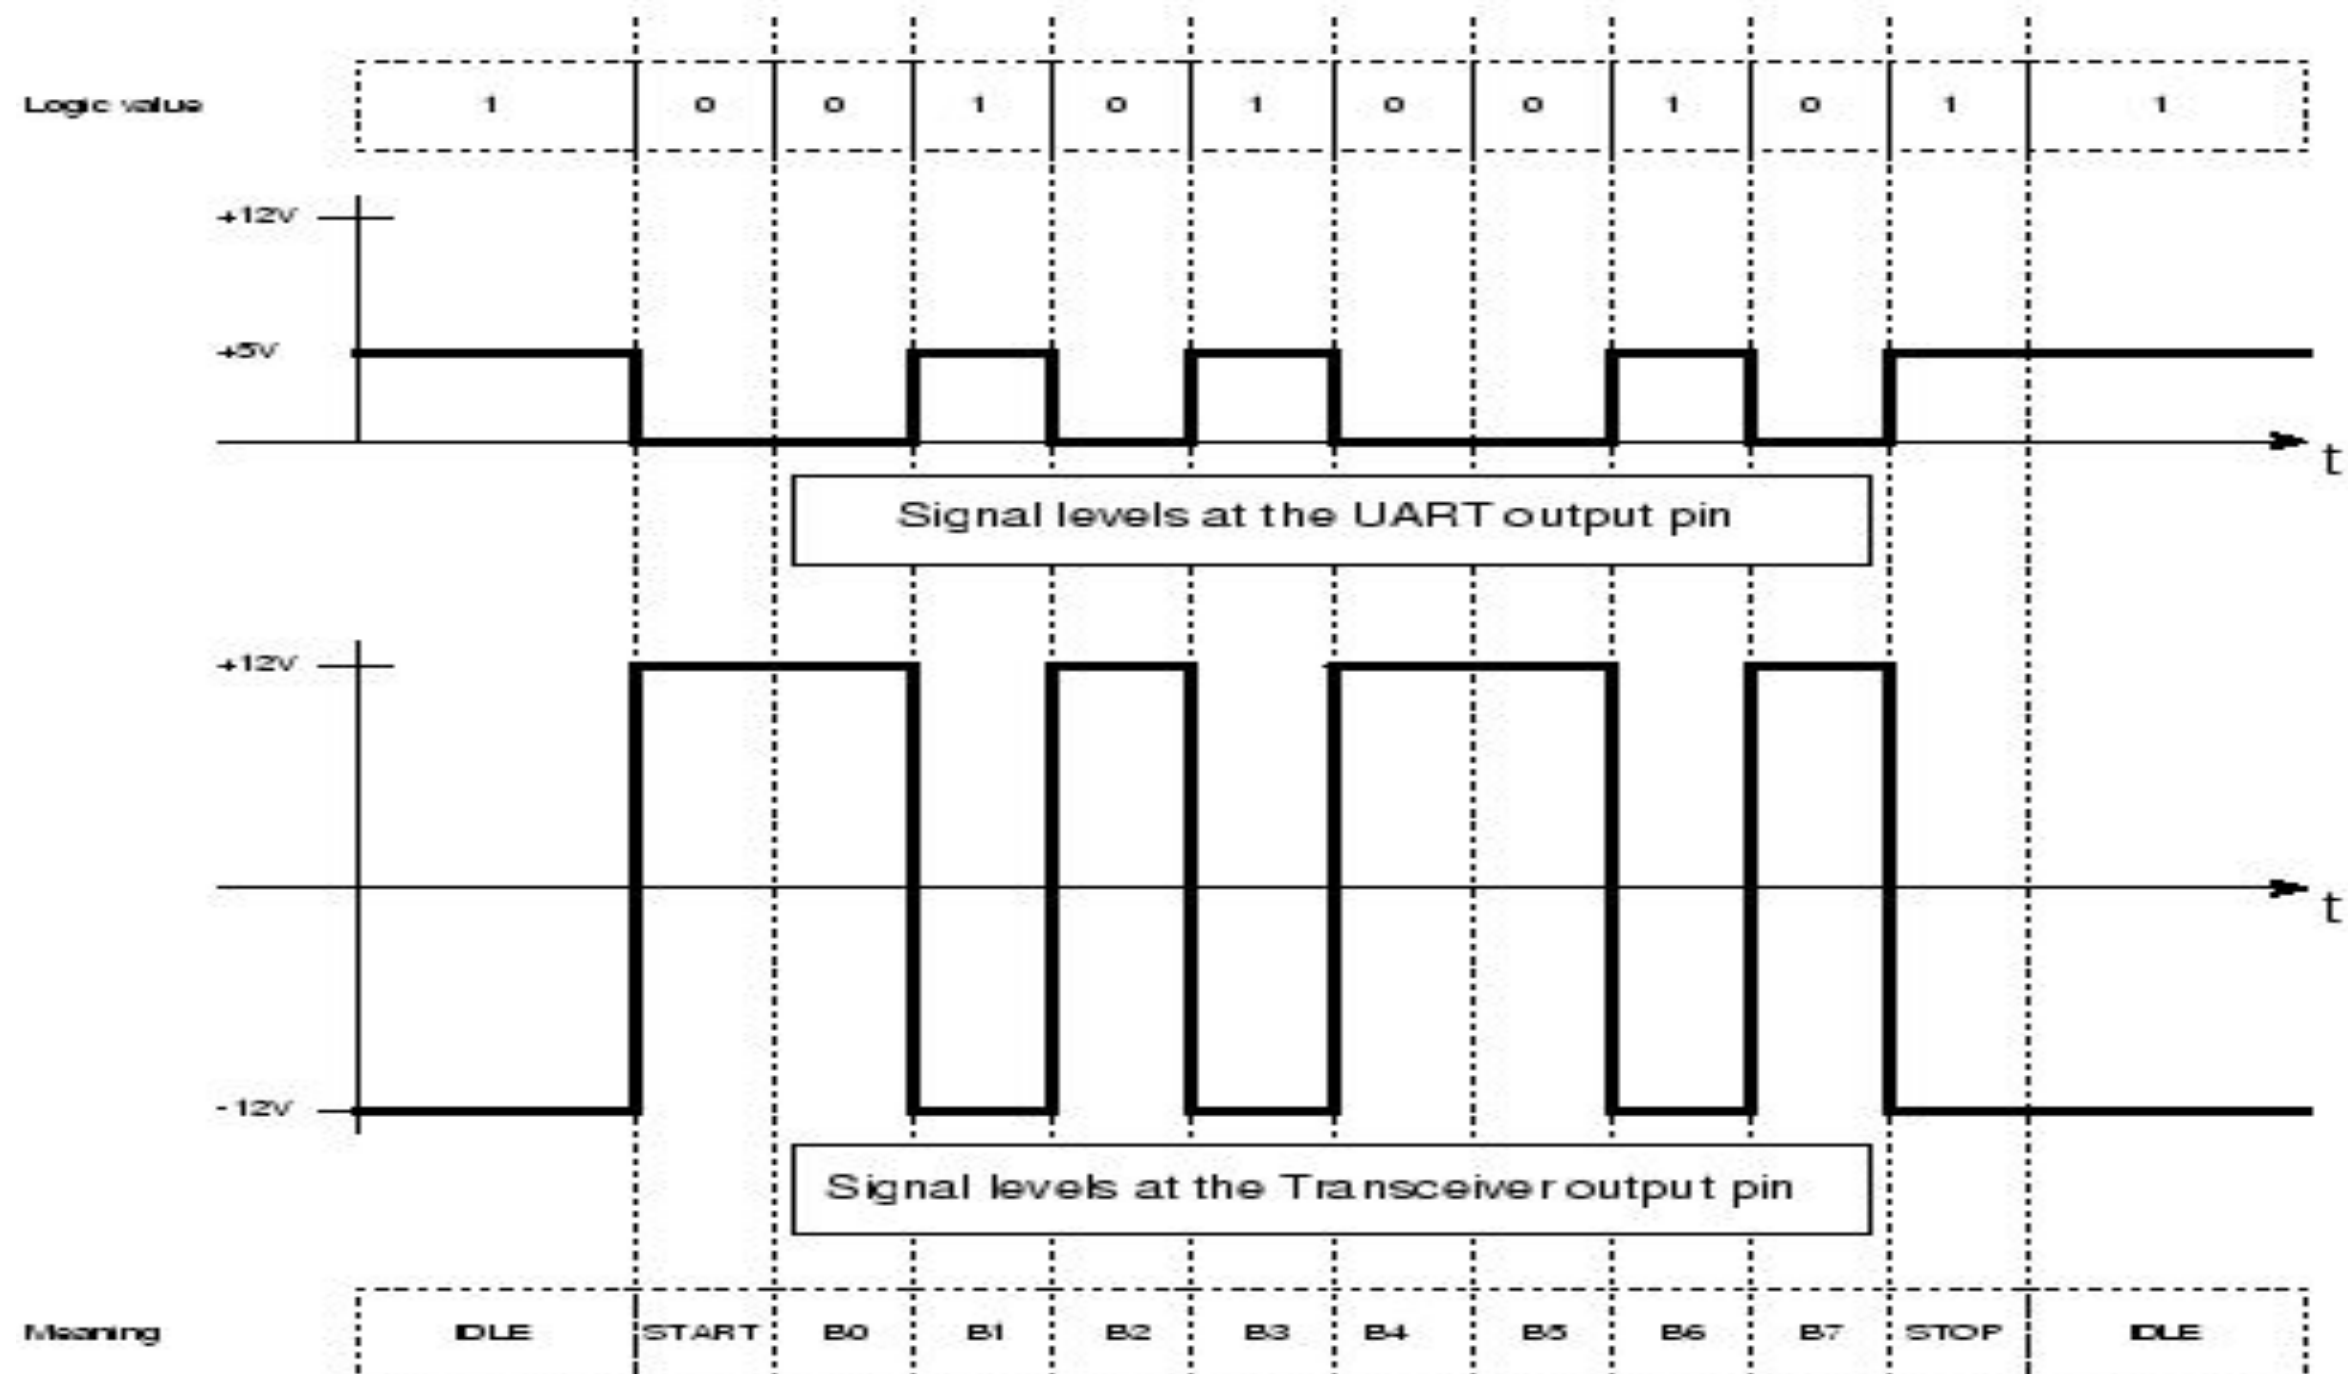 Logic value 1 0 0 1 0 1 0 0 1 0 1 1
+12V
+5V
t
Signal levels at the UART output pin
+12V
t
-12V
Signal levels at the Transceiver output pin
Meaning IDLE START B0 B1 B2 B3 B4 B5 B6 B7 STOP IDLE